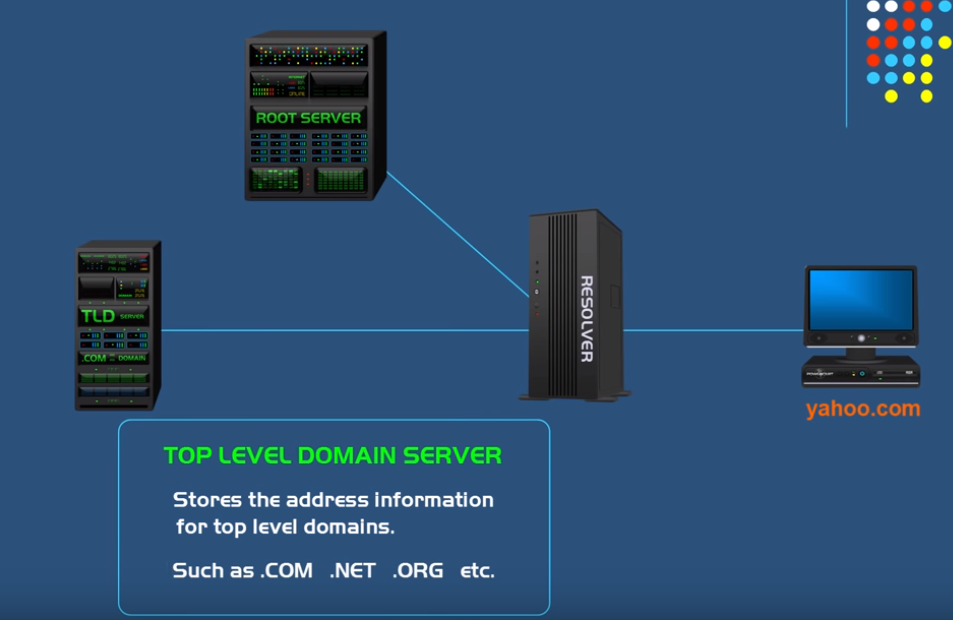 ROOT SERVER
RESOLVER
TLD SERVER
.COM DOMAIN
yahoo.com
TOP LEVEL DOMAIN SERVER
Stores the address information
for top level domains.
Such as .COM .NET .ORG etc.